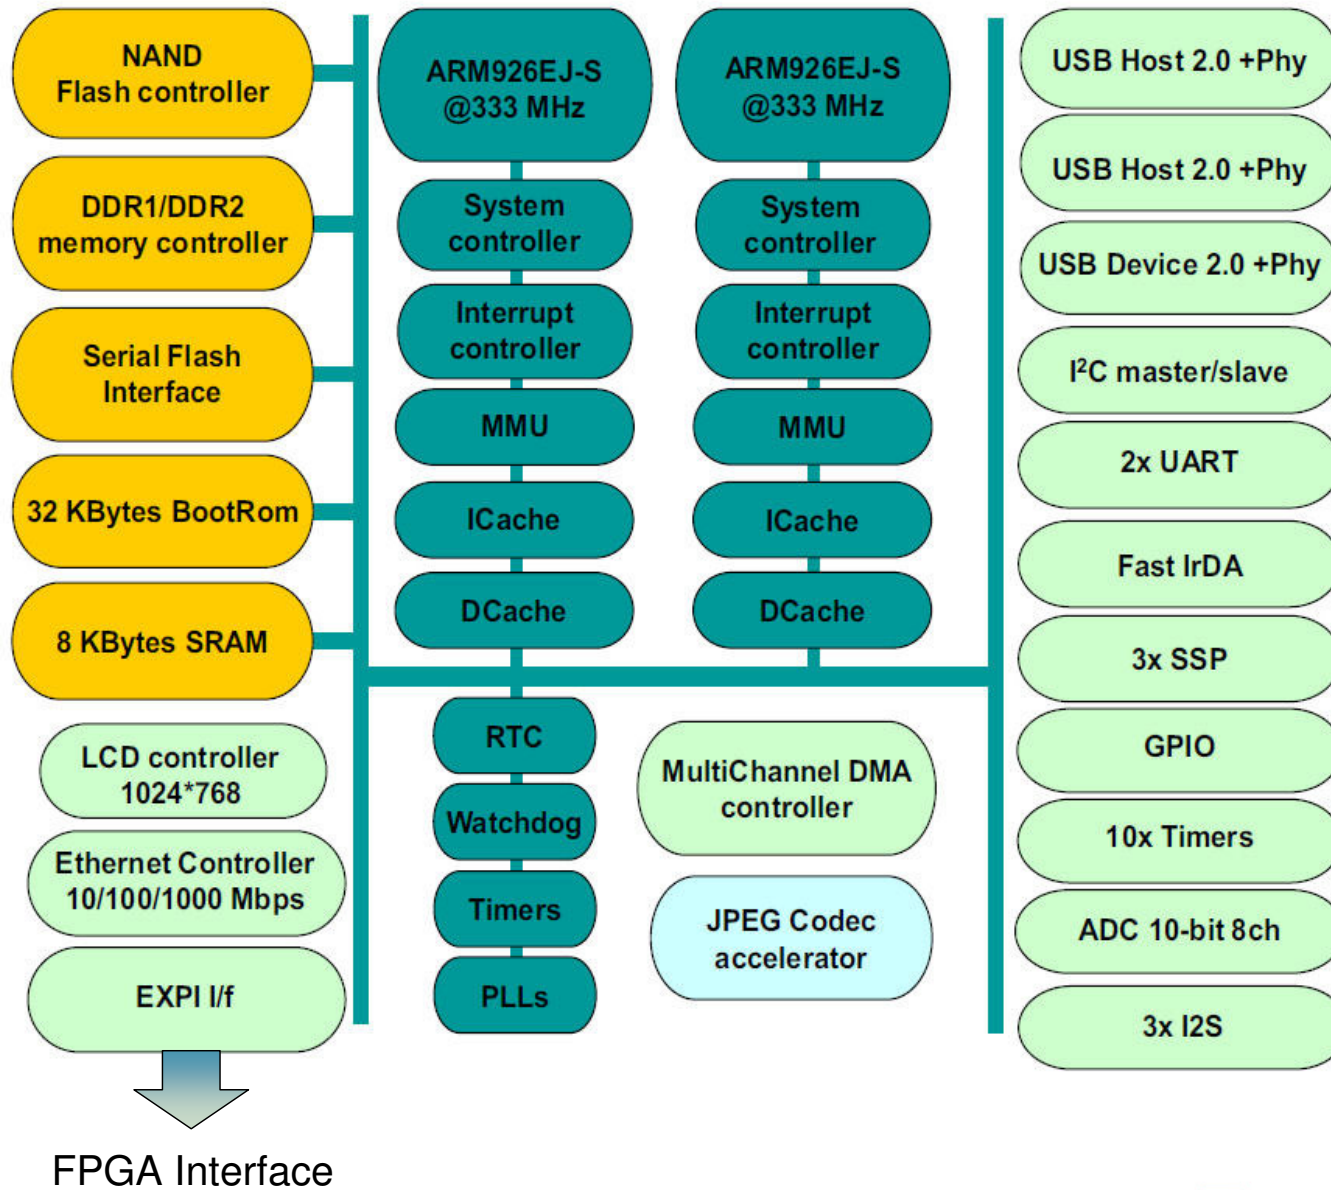 NAND
Flash controller
DDR1/DDR2
memory controller
Serial Flash
Interface
32 KBytes BootRom
8 KBytes SRAM
LCD controller
1024*768
Ethernet Controller
10/100/1000 Mbps
EXPI I/f
FPGA Interface
ARM926EJ-S
@333 MHz
System
controller
Interrupt
controller
MMU
ICache
DCache
RTC
Watchdog
Timers
PLLs
ARM926EJ-S
@333 MHz
System
controller
Interrupt
controller
MMU
ICache
DCache
MultiChannel DMA
controller
JPEG Codec
accelerator
USB Host 2.0 +Phy
USB Host 2.0 +Phy
USB Device 2.0 +Phy
I²C master/slave
2x UART
Fast IrDA
3x SSP
GPIO
10x Timers
ADC 10-bit 8ch
3x I2S